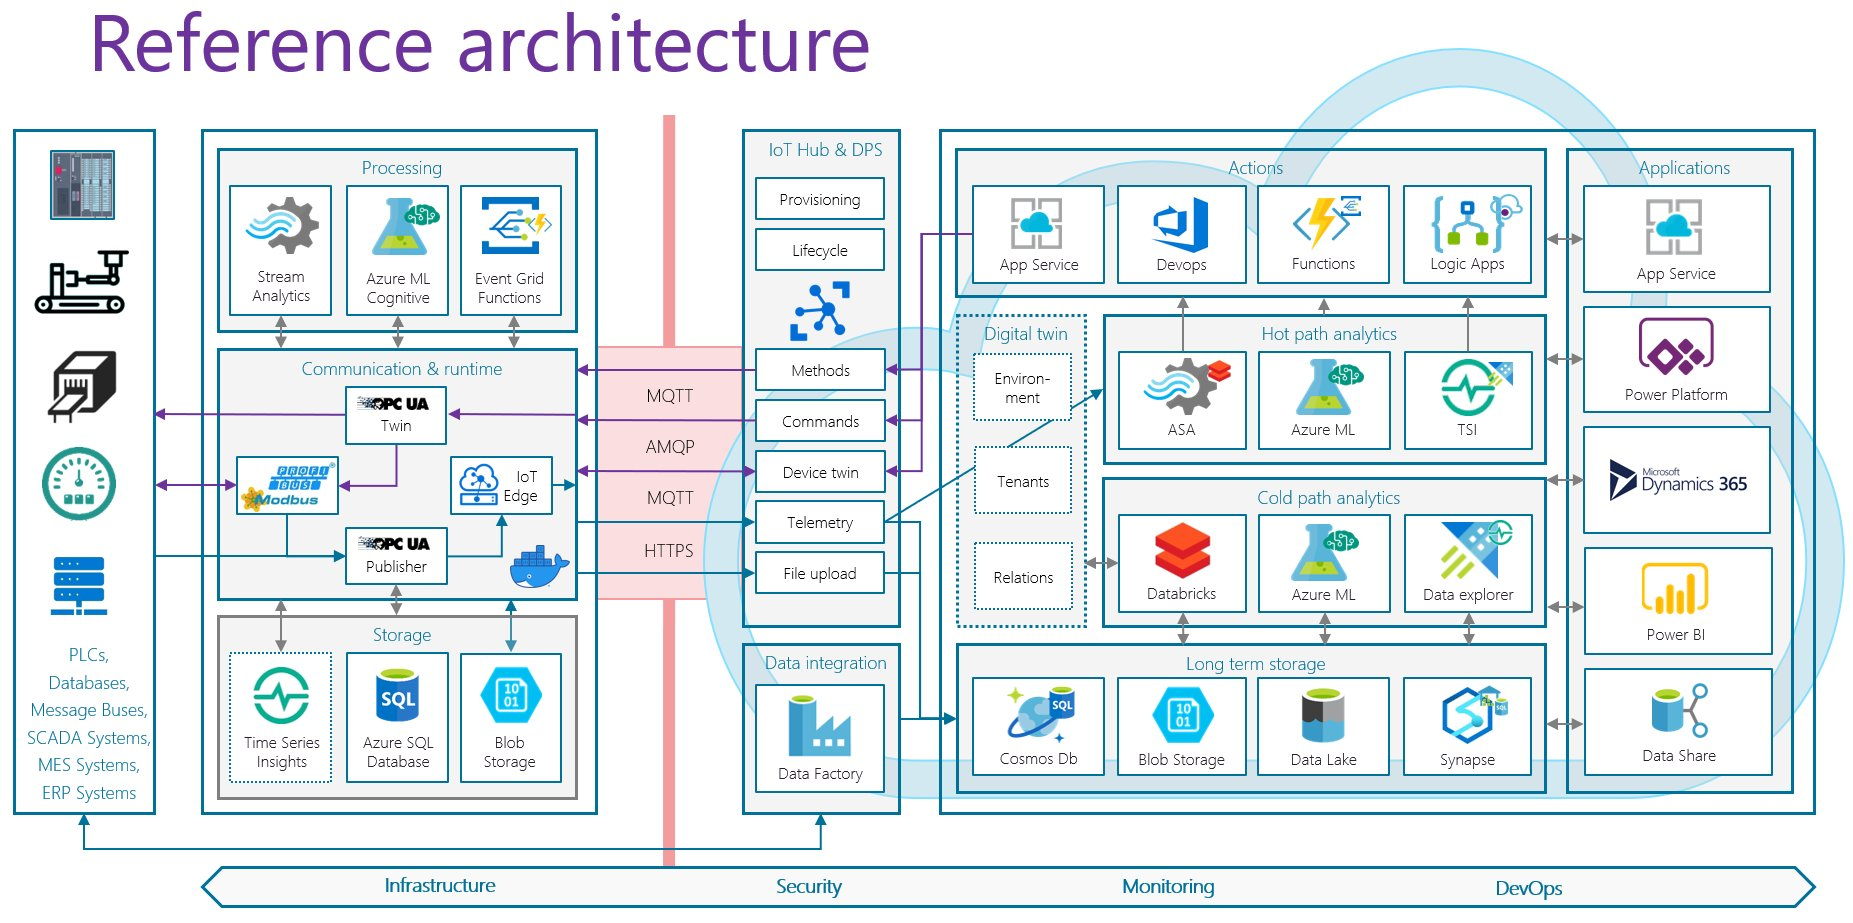 Reference architecture
PLCs,
Databases,
Message Buses,
SCADA Systems,
MES Systems,
ERP Systems
Processing
Stream
Analytics
Azure ML
Cognitive
Event Grid
Functions
Communication & runtime
OPC UA
Twin
PROFI
BUS
Modbus
IoT
Edge
OPC UA
Publisher
Storage
Time Series
Insights
SQL
Azure SQL
Database
10
01
Blob
Storage
MQTT
AMQP
MQTT
HTTPS
IoT Hub & DPS
Provisioning
Lifecycle
Methods
Commands
Device twin
Telemetry
File upload
Data integration
Data Factory
Actions
App Service
Devops
Functions
Logic Apps
Digital twin
Environ-
ment
Tenants
Relations
Hot path analytics
ASA
Azure ML
TSI
Cold path analytics
Databricks
Azure ML
Data explorer
Long term storage
SQL
Cosmos Db
10
01
Blob Storage
Data Lake
Synapse
Applications
App Service
Power Platform
Microsoft
Dynamics 365
Power BI
Data Share
Infrastructure
Security
Monitoring
DevOps